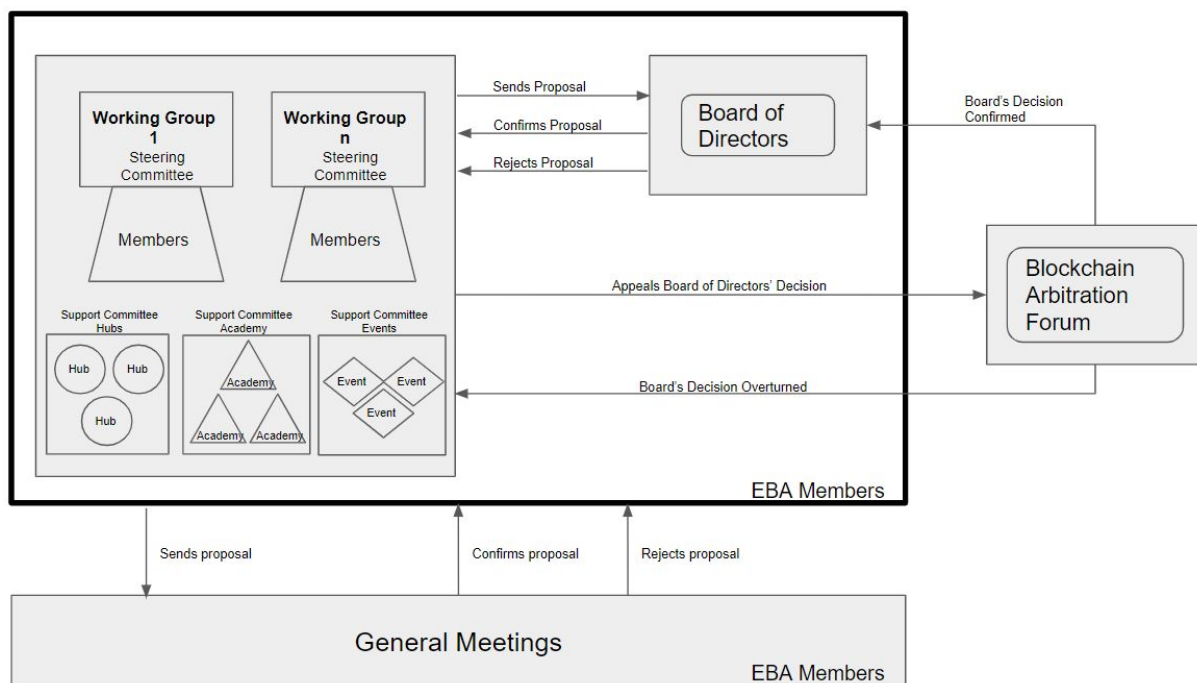 Working Group
1
Steering
Committee
Members
Working Group
n
Steering
Committee
Members
Sends Proposal
Confirms Proposal
Rejects Proposal
Board of
Directors
Board's Decision
Confirmed
Appeals Board of Directors' Decision
Blockchain
Arbitration
Forum
Board's Decision Overturned
Support Committee
Hubs
Hub
Hub
Hub
Support Committee
Academy
Academy
Academy
Academy
Support Committee
Events
Event
Event
Event
EBA Members
Sends proposal
Confirms proposal
Rejects proposal
General Meetings
EBA Members